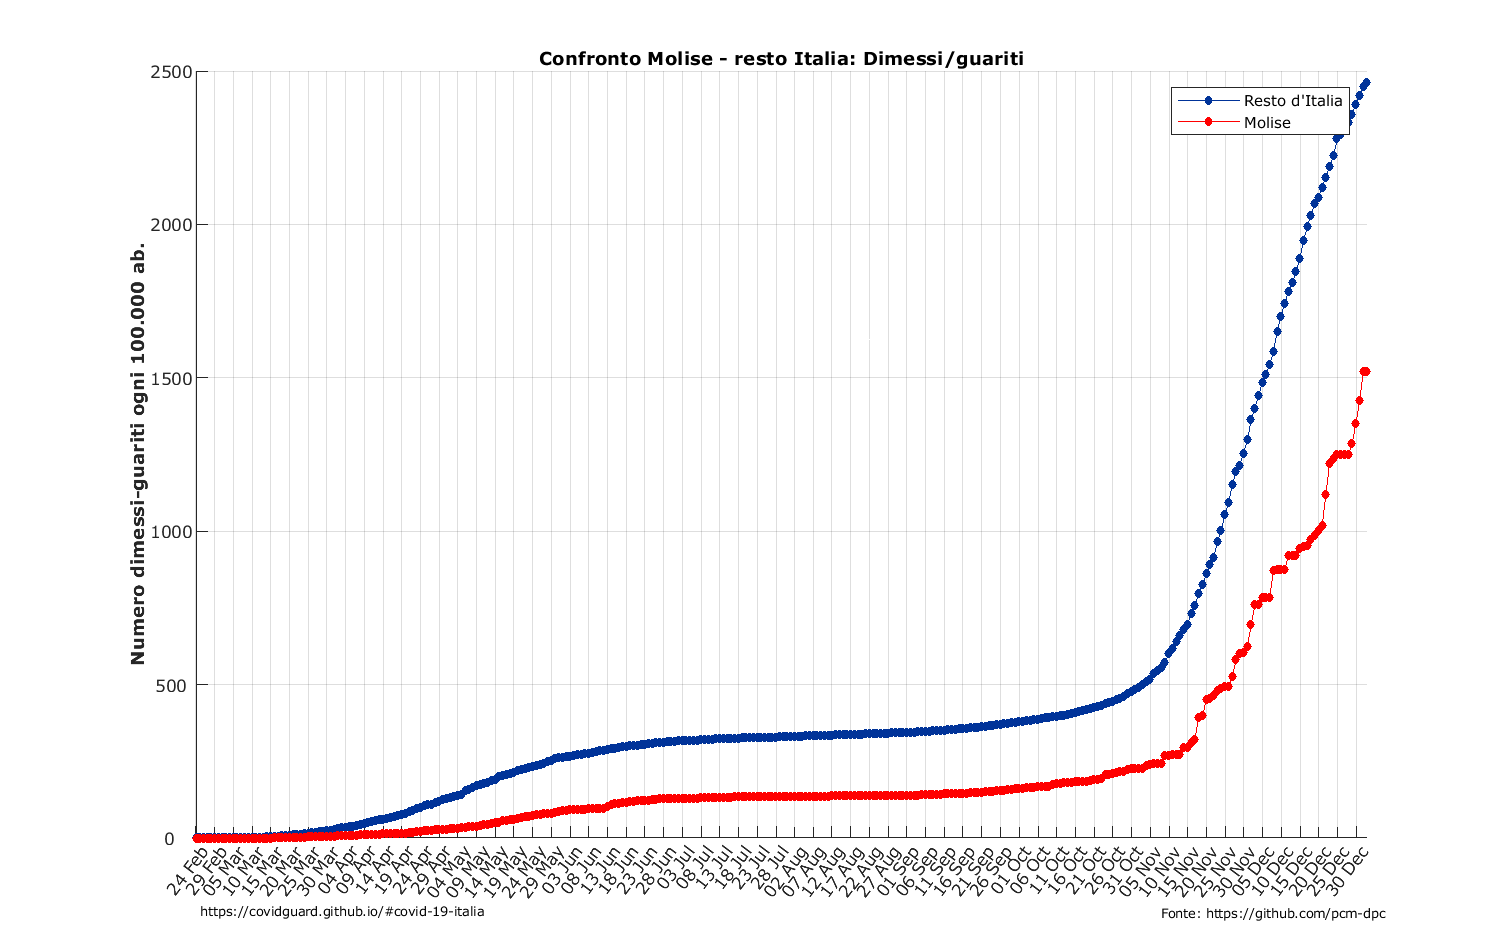 Confronto Molise - resto Italia: Dimessi/guariti
Numero dimessi-guariti ogni 100.000 ab.
2500
2000
1500
1000
500
0
Resto d'Italia
Molise
24 Feb
29 Feb
05 Mar
10 Mar
15 Mar
20 Mar
25 Mar
30 Mar
04 Apr
09 Apr
14 Apr
19 Apr
24 Apr
29 Apr
04 May
09 May
14 May
19 May
24 May
29 May
03 Jun
08 Jun
13 Jun
18 Jun
23 Jun
28 Jun
03 Jul
08 Jul
13 Jul
18 Jul
23 Jul
28 Jul
02 Aug
07 Aug
12 Aug
17 Aug
22 Aug
27 Aug
01 Sep
06 Sep
11 Sep
16 Sep
21 Sep
26 Sep
01 Oct
06 Oct
11 Oct
16 Oct
21 Oct
26 Oct
31 Oct
05 Nov
10 Nov
15 Nov
20 Nov
25 Nov
30 Nov
05 Dec
10 Dec
15 Dec
20 Dec
25 Dec
30 Dec
https://covidguard.github.io/#covid-19-italia
Fonte: https://github.com/pcm-dpc